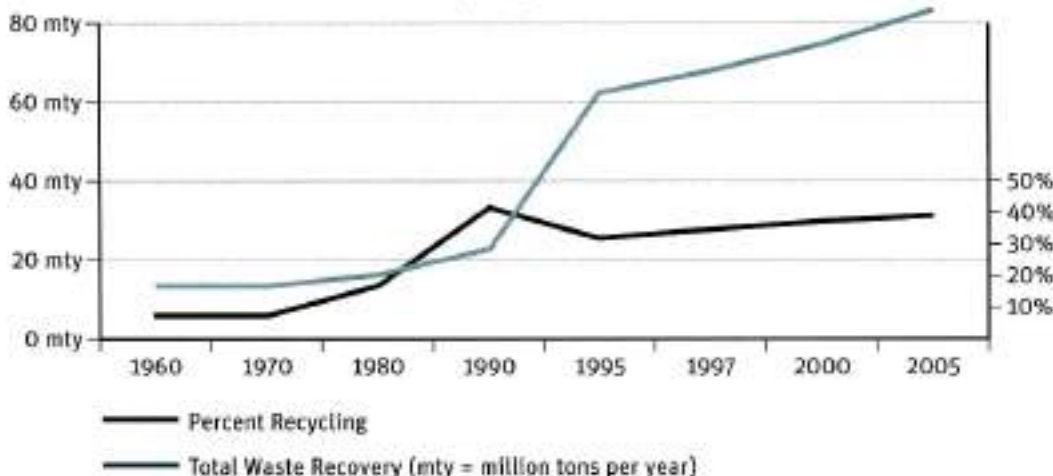 80 mty
60 mty
40 mty
20 mty
0 mty
50%
40%
30%
20%
10%
1960 1970 1980 1990 1995 1997 2000 2005
Percent Recycling
Total Waste Recovery (mty = million tons per year)